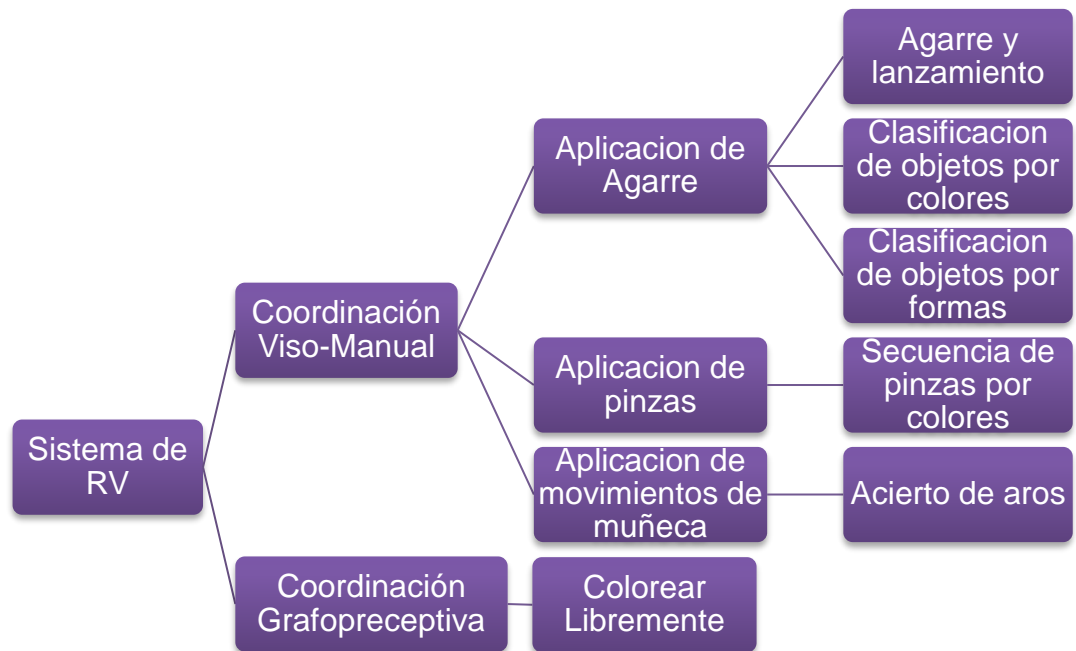 Sistema de
RV
Coordinación
Viso-Manual
Aplicacion de
Agarre
Agarre y
lanzamiento
Clasificacion
de objetos por
colores
Clasificacion
de objetos por
formas
Aplicacion de
pinzas
Secuencia de
pinzas por
colores
Aplicacion de
movimientos de
muñeca
Acierto de aros
Coordinación
Grafopreceptiva
Colorear
Libremente